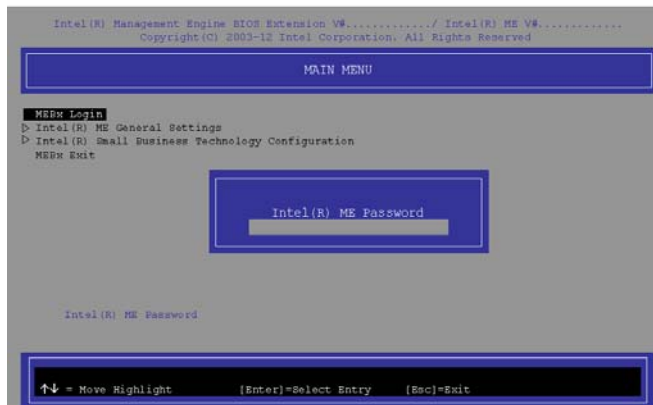 Intel(R) Management Engine BIOS Extension V#............./ Intel(R) ME V#.............
Copyright(C) 2003-12 Intel Corporation. All Rights Reserved
MAIN MENU
MEBx Login
▷ Intel(R) ME General Settings
▷ Intel(R) Small Business Technology Configuration
MEBx Exit
Intel(R) ME Password
Intel(R) ME Password
↑↓ = Move Highlight [Enter]=Select Entry [Esc]=Exit